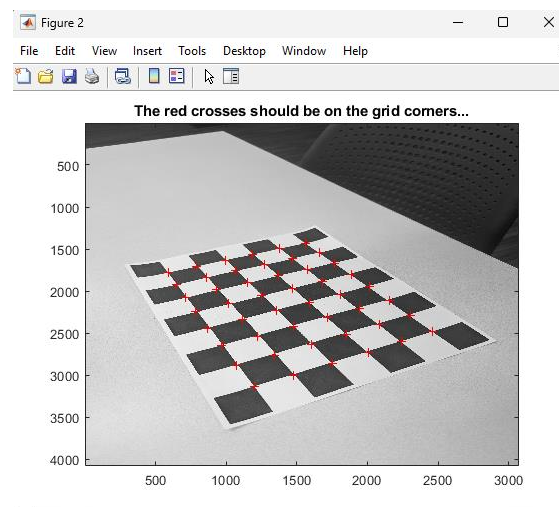 Figure 2
File Edit View Insert Tools Desktop Window Help
The red crosses should be on the grid corners...
500
1000
1500
2000
2500
3000
3500
4000
500 1000 1500 2000 2500 3000